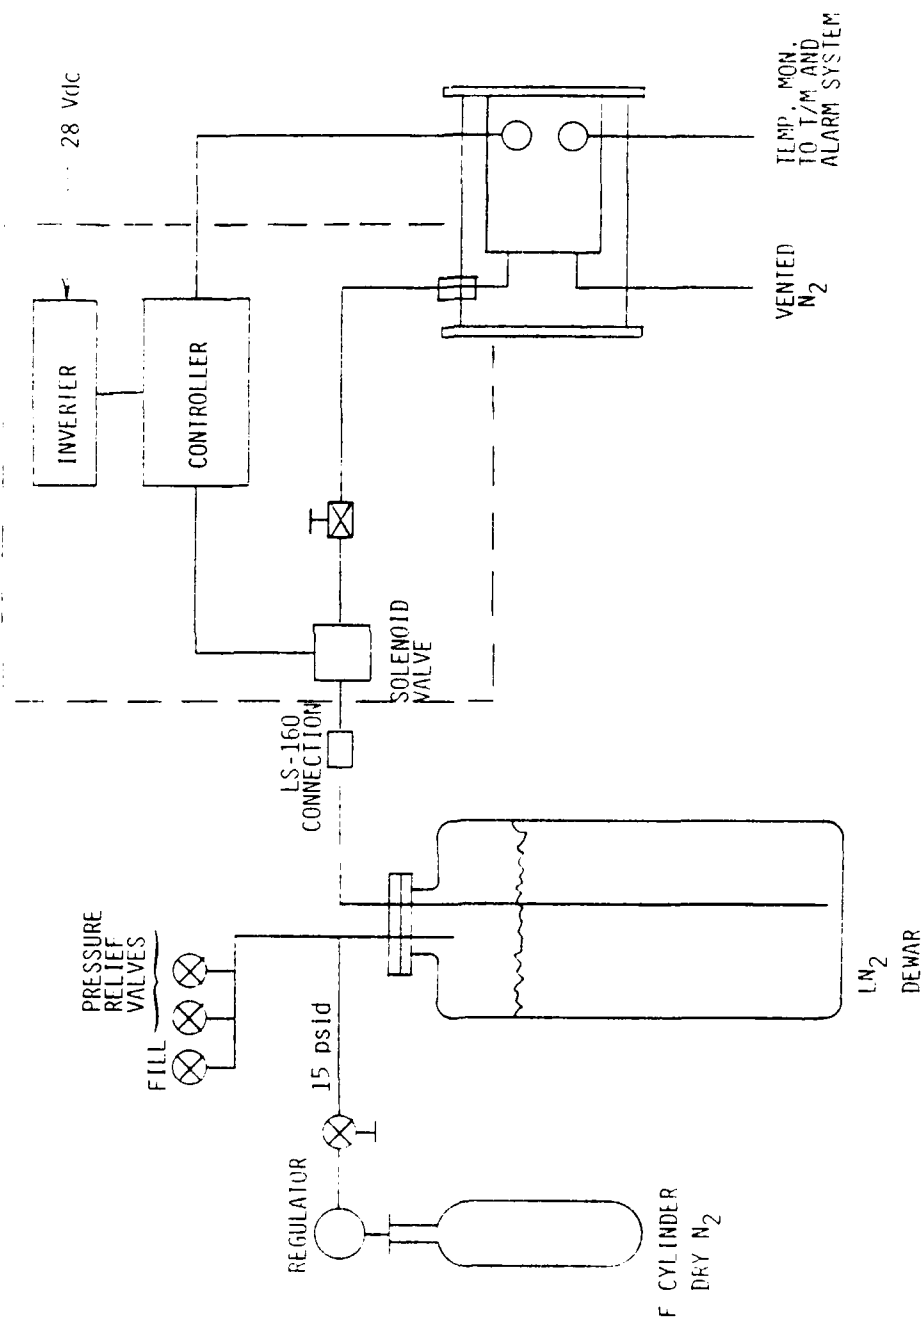 28 Vdc
INVERTER
CONTROLLER
TEMP. MON.
TO T/M AND
ALARM SYSTEM
VENTED
N2
SOLENOID
VALVE
LS-160
CONNECTION
PRESSURE
RELIEF
VALVES
FILL
15 psid
REGULATOR
LN2
DEWAR
F CYLINDER
DRY N2